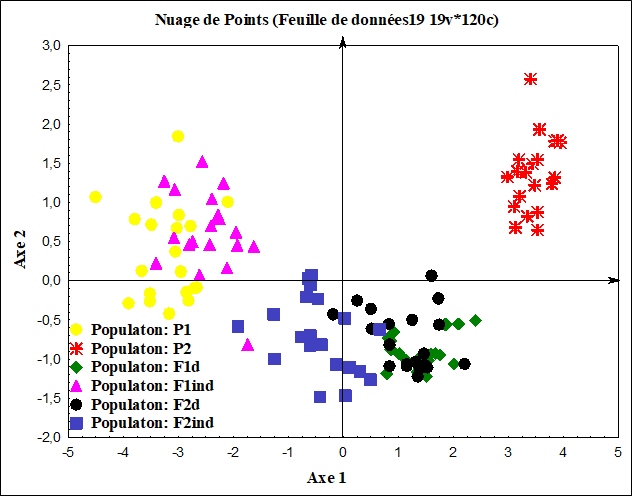 Nuage de Points (Feuille de données19 19v*120c)
3,0
2,5
2,0
1,5
1,0
0,5
0,0
-0,5
-1,0
-1,5
-2,0
Axe 2
Populaton: P1
Populaton: P2
Populaton: F1d
Populaton: F1ind
Populaton: F2d
Populaton: F2ind
-5 -4 -3 -2 -1 0 1 2 3 4 5
Axe 1